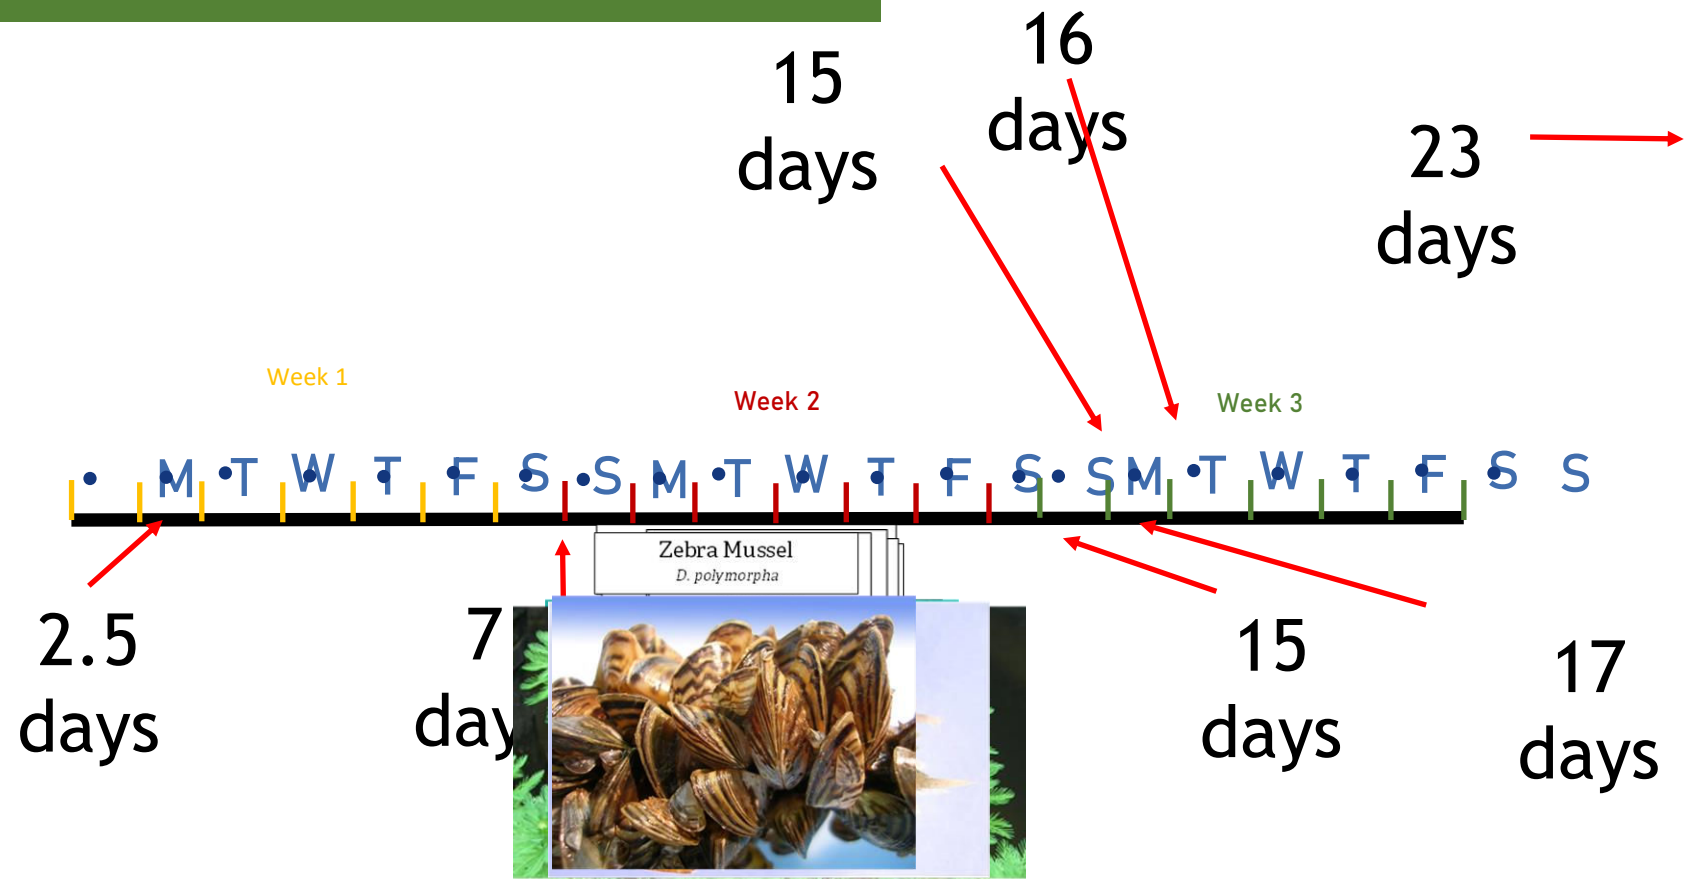 16
days
15
days
23
days
Week 1
Week 2
Week 3
M T W T F S S M T W T F S S M T W T F S S
Zebra Mussel
D. polymorpha
2.5
days
7
day
15
days
17
days